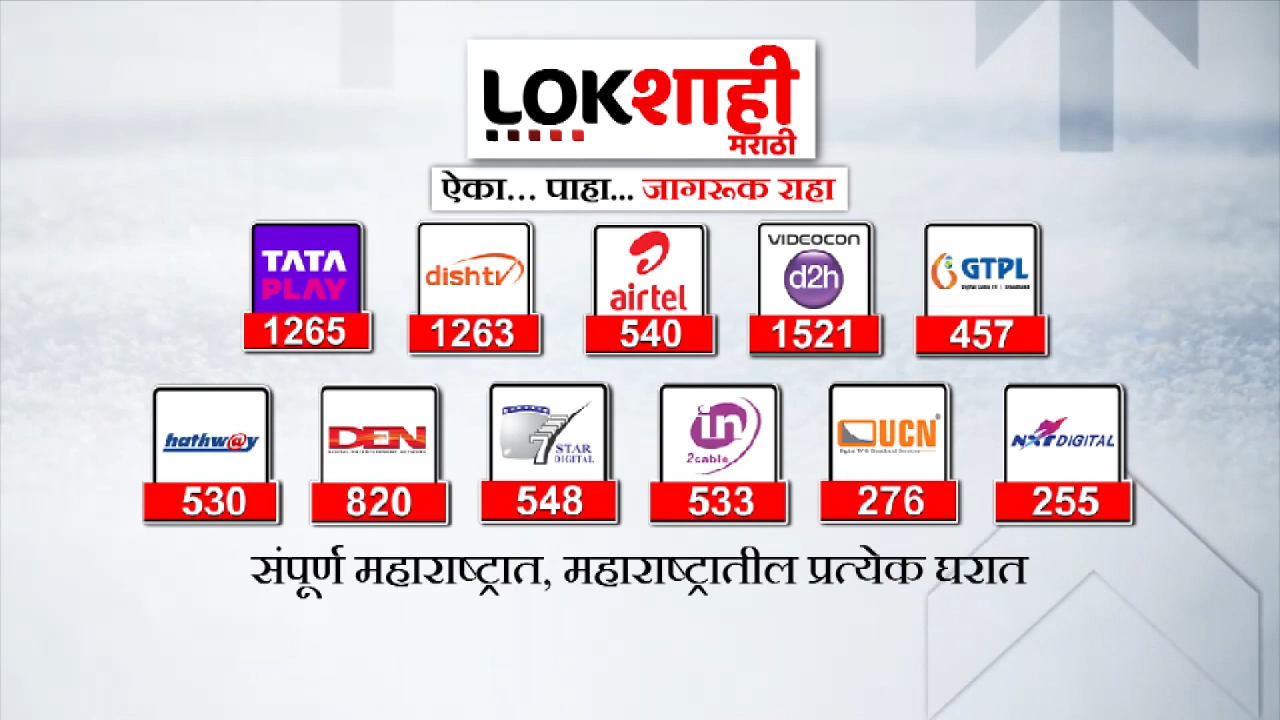 LOKशाही
मराठी
ऐका... पाहा... जागरूक राहा
TATA PLAY
dishtv
airtel
VIDEOCON d2h
GTPL
1265
1263
540
1521
457
hathw@y
DEN
7 STAR DIGITAL
in 2cable
UCN
NXT DIGITAL
530
820
548
533
276
255
संपूर्ण महाराष्ट्रात, महाराष्ट्रातील प्रत्येक घरात